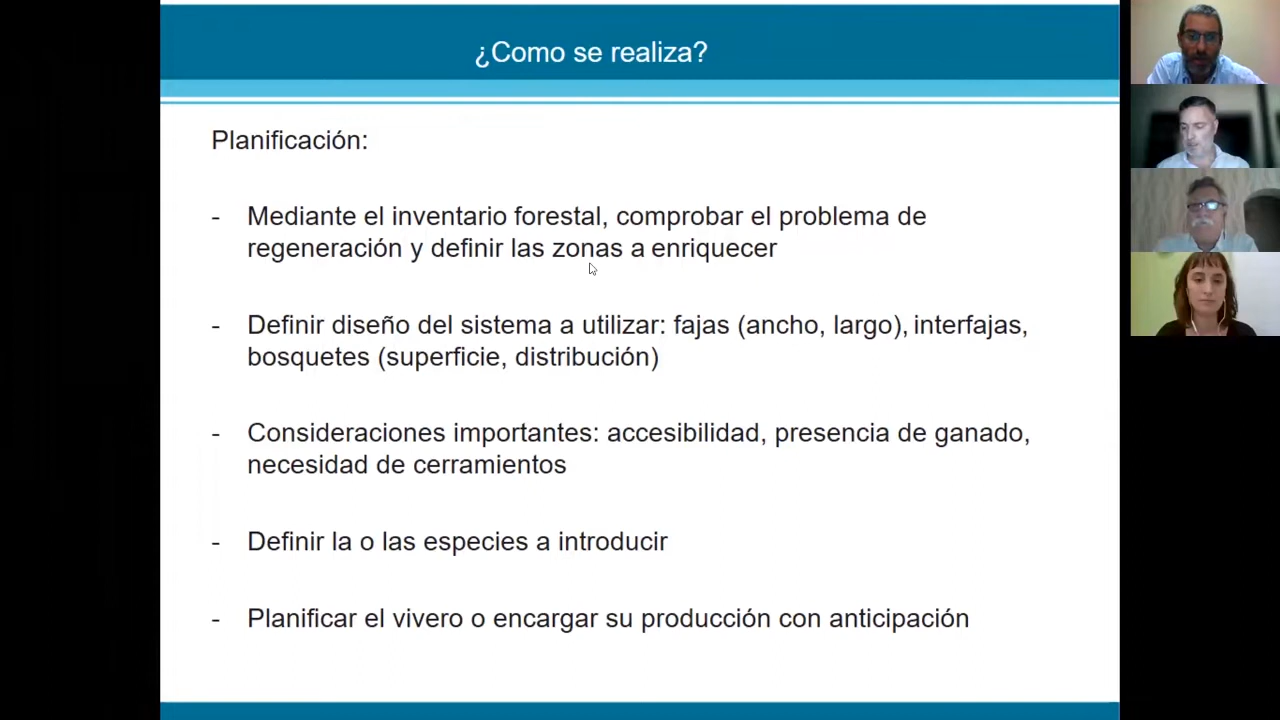 ¿Como se realiza?
Planificación:
- Mediante el inventario forestal, comprobar el problema de
regeneración y definir las zonas a enriquecer
- Definir diseño del sistema a utilizar: fajas (ancho, largo), interfajas,
bosquetes (superficie, distribución)
- Consideraciones importantes: accesibilidad, presencia de ganado,
necesidad de cerramientos
- Definir la o las especies a introducir
- Planificar el vivero o encargar su producción con anticipación